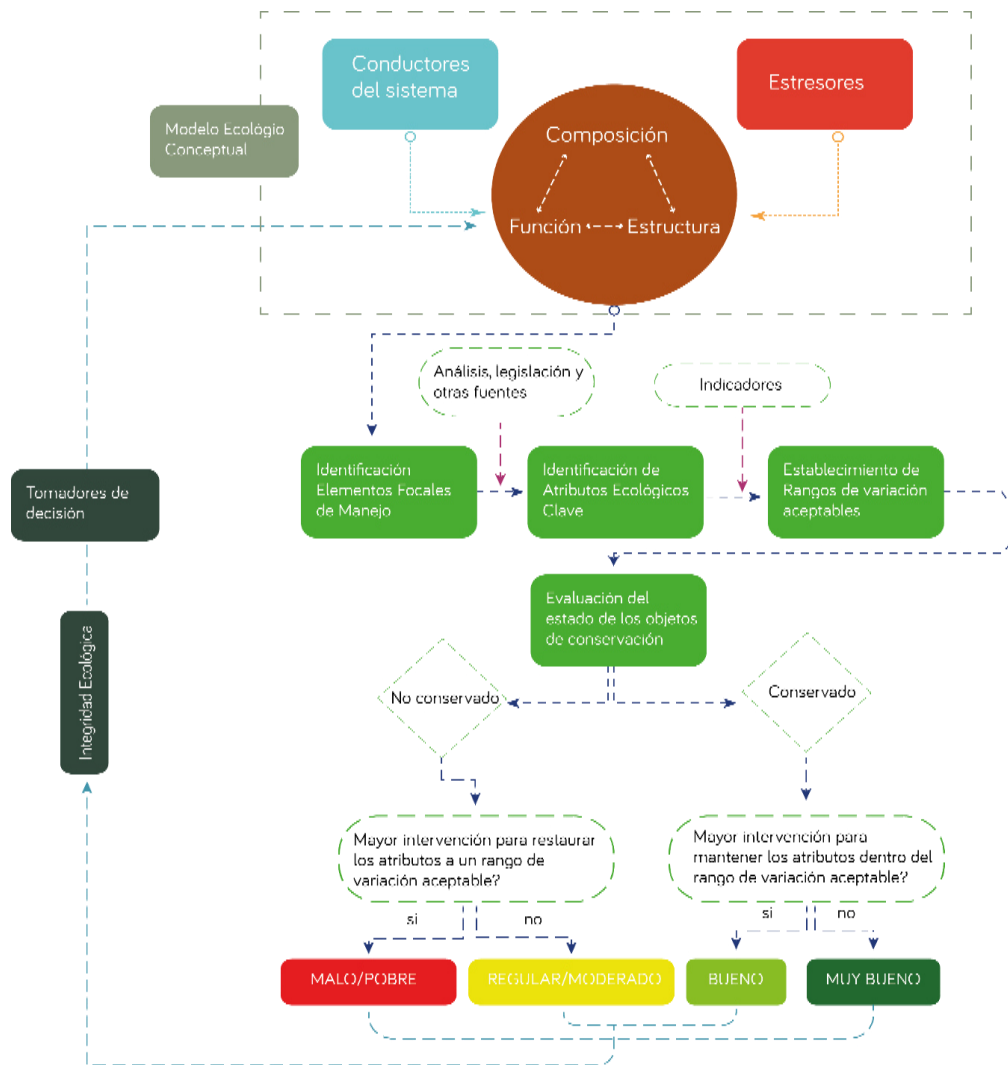 Conductores
del sistema
Estresores
Modelo Ecológio
Conceptual
Composición
Función
Estructura
Análisis, legislación y
otras fuentes
Indicadores
Identificación
Elementos Focales
de Manejo
Identificación de
Atributos Ecológicos
Clave
Establecimiento de
Rangos de variación
aceptables
Tomadores de
decisión
Evaluación del
estado de los objetos
de conservación
Integridad Ecológica
No conservado
Conservado
Mayor intervención para restaurar
los atributos a un rango de
variación aceptable?
Mayor intervención para
mantener los atributos dentro del
rango de variación aceptable?
si
no
si
no
MALO/POBRE
REGULAR/MODERADO
BUENO
MUY BUENO